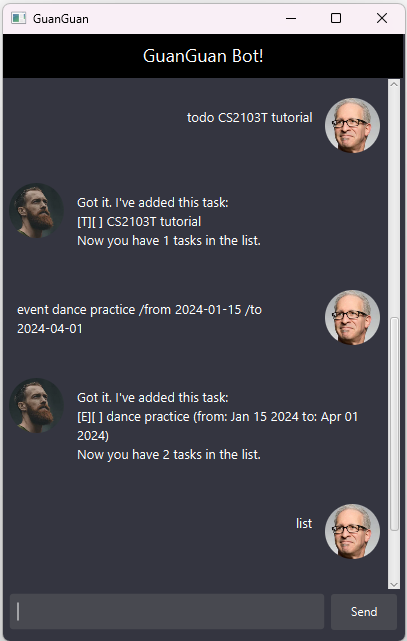 GuanGuan
GuanGuan Bot!
todo CS2103T tutorial
Got it. I've added this task:
[T][ ] CS2103T tutorial
Now you have 1 tasks in the list.
event dance practice /from 2024-01-15 /to
2024-04-01
Got it. I've added this task:
[E][ ] dance practice (from: Jan 15 2024 to: Apr 01
2024)
Now you have 2 tasks in the list.
list
Send